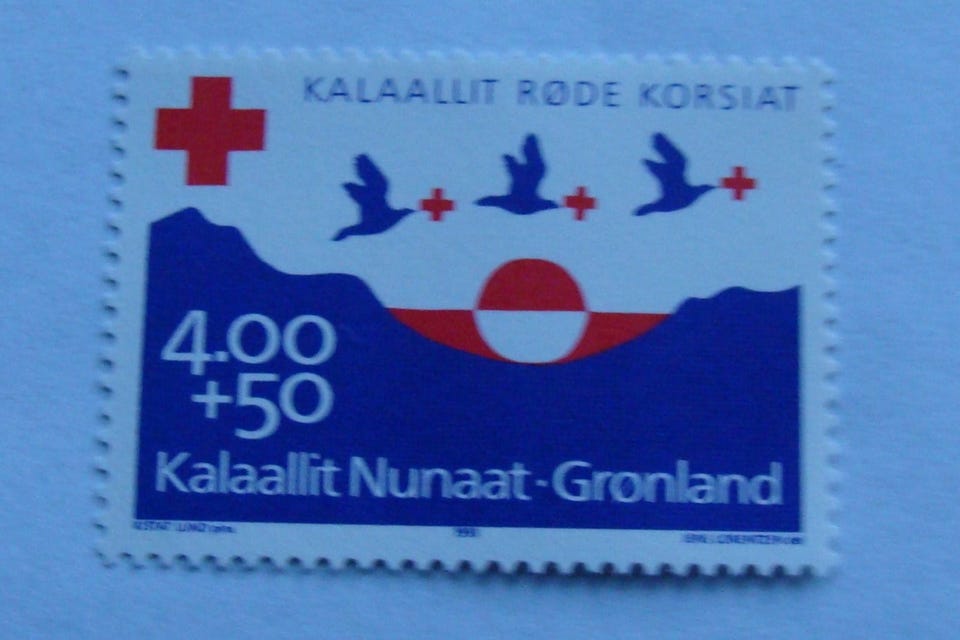 KALAALLIT RØDE KORSIAT
4.00
+50
Kalaallit Nunaat-Grønland